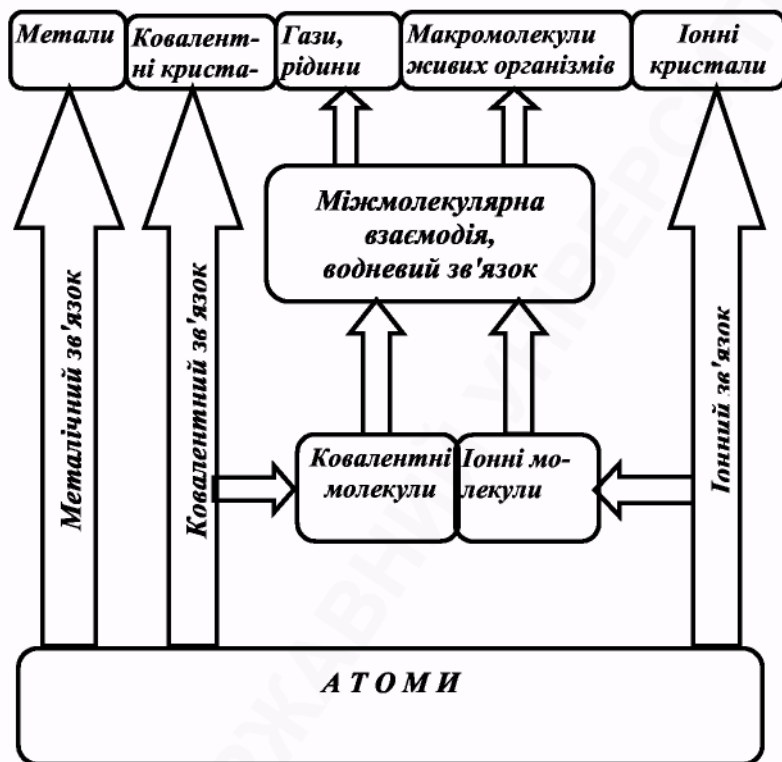 Метали
Ковалент-
ні криста-
Гази,
рідини
Макромолекули
живих організмів
Іонні
кристали
Міжмолекулярна
взаємодія,
водневий зв'язок
Металічний зв'язок
Ковалентний зв'язок
Іонний зв'язок
Ковалентні
молекули
Іонні мо-
лекули
А Т О М И